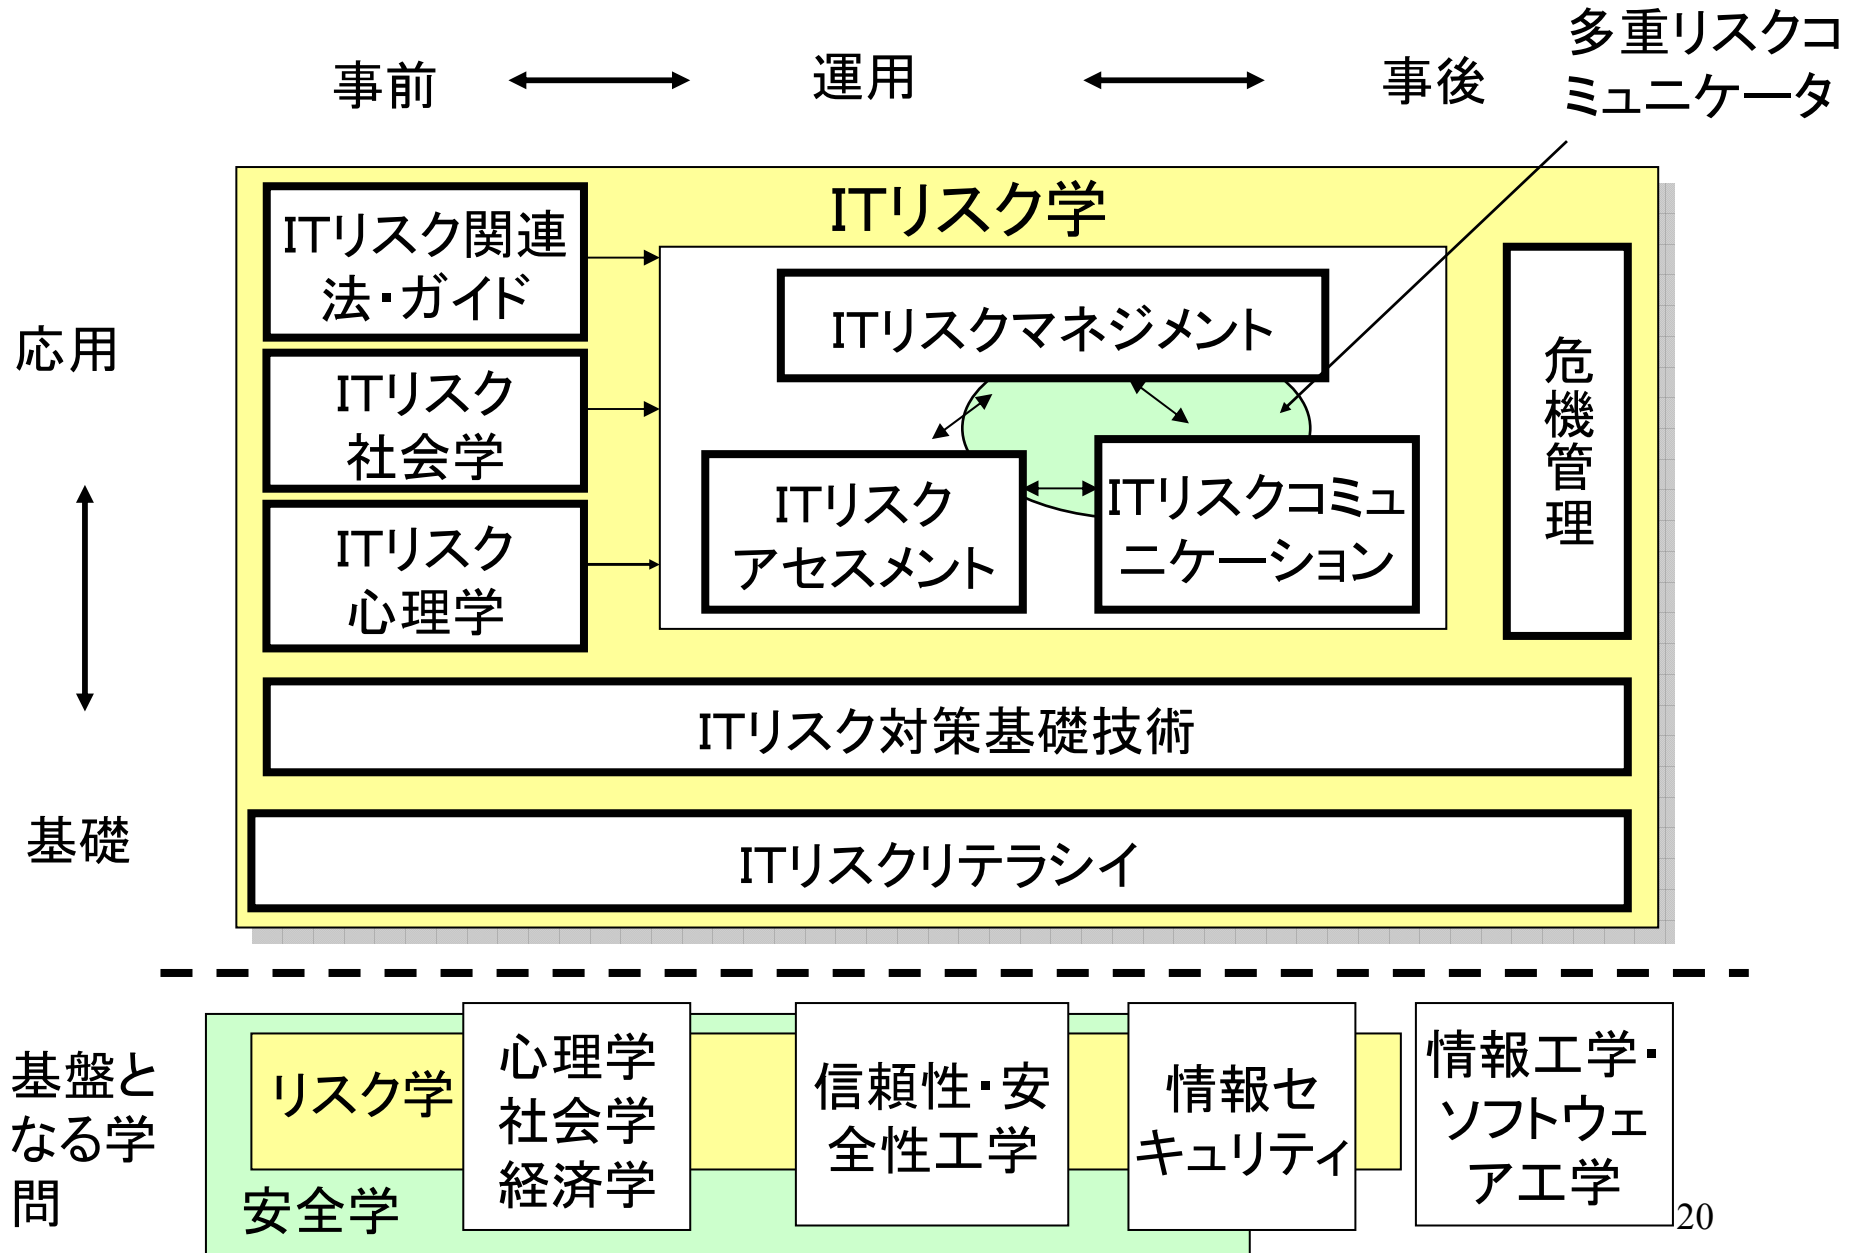 多重リスクコ
ミュニケータ
事前
運用
事後
ITリスク学
ITリスク関連
法・ガイド
ITリスクマネジメント
応用
ITリスク
社会学
危機管理
ITリスク
アセスメント
ITリスクコミュ
ニケーション
ITリスク
心理学
ITリスク対策基礎技術
基礎
ITリスクリテラシイ
基盤と
なる学
問
リスク学
安全学
心理学
社会学
経済学
信頼性・安
全性工学
情報セ
キュリティ
情報工学・
ソフトウェ
ア工学
20